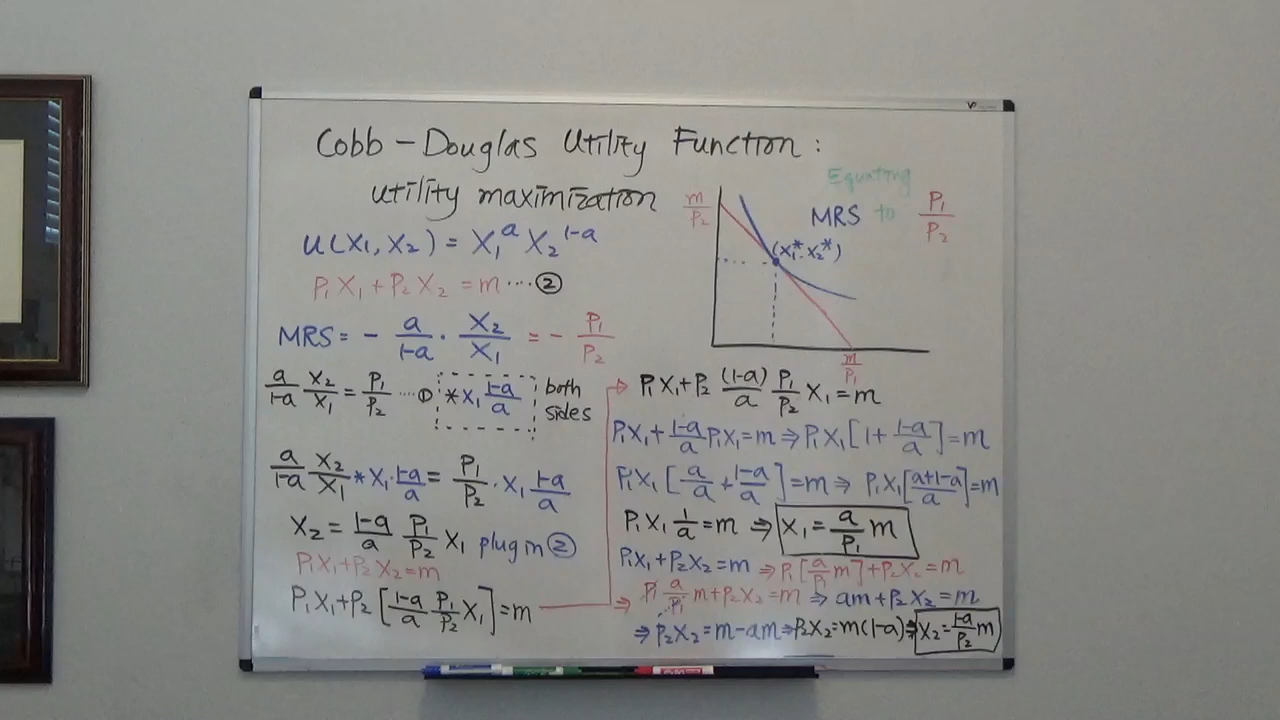 Cobb-Douglas Utility Function:
utility maximization
u(x₁, x₂) = x₁^a x₂^(1-a)
P₁x₁ + P₂x₂ = m ····②
MRS = - a/(1-a) · x₂/x₁ = - P₁/P₂
a/(1-a) x₂/x₁ = P₁/P₂ ····① * x₁ (1-a)/a both sides
a/(1-a) x₂/x₁ * x₁ · (1-a)/a = P₁/P₂ · x₁ (1-a)/a
x₂ = (1-a)/a P₁/P₂ x₁ plug in ②
P₁x₁ + P₂x₂ = m
P₁x₁ + P₂ [(1-a)/a P₁/P₂ x₁] = m
Equating
MRS to P₁/P₂
m/P₂
(x₁*, x₂*)
m/P₁
P₁x₁ + P₂ (1-a)/a P₁/P₂ x₁ = m
P₁x₁ + (1-a)/a P₁x₁ = m ⇒ P₁x₁ [1 + (1-a)/a] = m
P₁x₁ [a/a + (1-a)/a] = m ⇒ P₁x₁ [(a+1-a)/a] = m
P₁x₁ 1/a = m ⇒ x₁ = a/P₁ m
P₁x₁ + P₂x₂ = m ⇒ P₁[a/P₁ m] + P₂x₂ = m
⇒ P₁ a/P₁ m + P₂x₂ = m ⇒ am + P₂x₂ = m
⇒ P₂x₂ = m - am ⇒ P₂x₂ = m(1-a) ⇒ x₂ = (1-a)/P₂ m